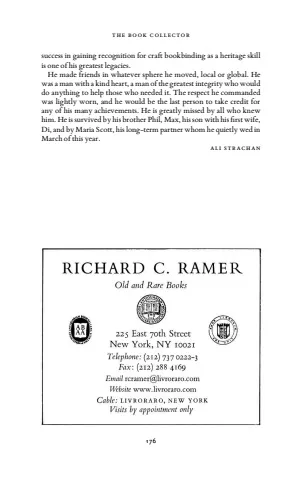 THE BOOK COLLECTOR
success in gaining recognition for craft bookbinding as a heritage skill
is one of his greatest legacies.
He made friends in whatever sphere he moved, local or global. He
was a man with a kind heart, a man of the greatest integrity who would
do anything to help those who needed it. The respect he commanded
was lightly worn, and he would be the last person to take credit for
any of his many achievements. He is greatly missed by all who knew
him. He is survived by his brother Phil, Max, his son with his first wife,
Di, and by Maria Scott, his long-term partner whom he quietly wed in
March of this year.
ALI STRACHAN
RICHARD C. RAMER
Old and Rare Books
225 East 70th Street
New York, NY 10021
Telephone: (212) 737 0222-3
Fax: (212) 288 4169
Email rcramer@livroraro.com
Website www.livroraro.com
Cable: LIVRORARO, NEW YORK
Visits by appointment only
176